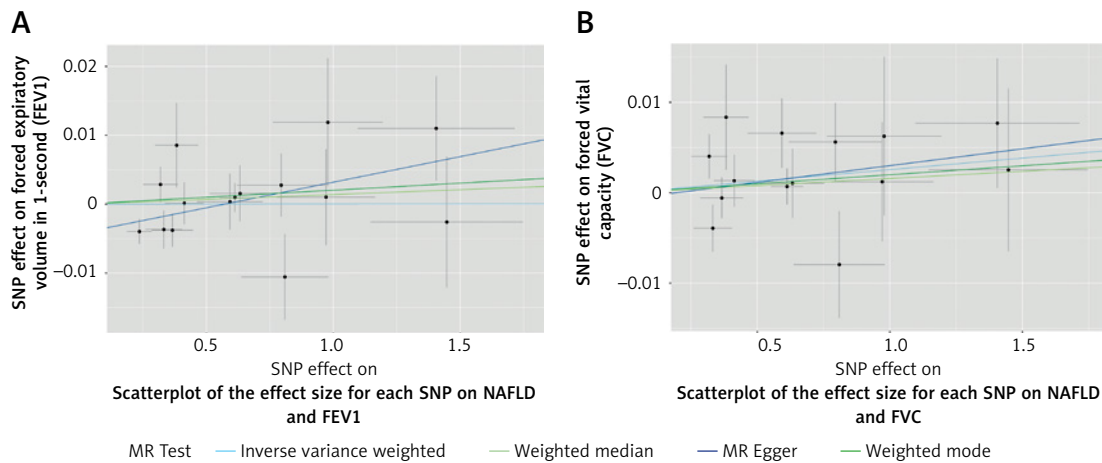 A
SNP effect on forced expiratory
volume in 1-second (FEV1)
0.02
0.01
0
−0.01
0.5
1.0
1.5
SNP effect on
Scatterplot of the effect size for each SNP on NAFLD
and FEV1
B
SNP effect on forced vital
capacity (FVC)
0.01
0
−0.01
0.5
1.0
1.5
SNP effect on
Scatterplot of the effect size for each SNP on NAFLD
and FVC
MR Test Inverse variance weighted Weighted median MR Egger Weighted mode